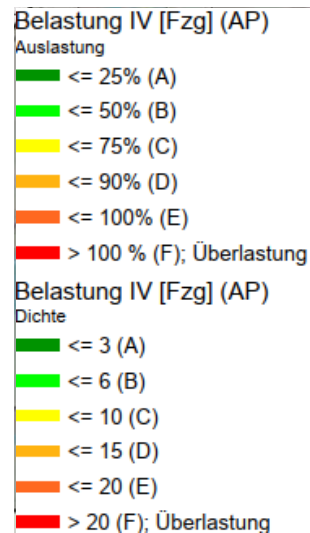 Belastung IV [Fzg] (AP)
Auslastung
<= 25% (A)
<= 50% (B)
<= 75% (C)
<= 90% (D)
<= 100% (E)
> 100 % (F); Überlastung
Belastung IV [Fzg] (AP)
Dichte
<= 3 (A)
<= 6 (B)
<= 10 (C)
<= 15 (D)
<= 20 (E)
> 20 (F); Überlastung